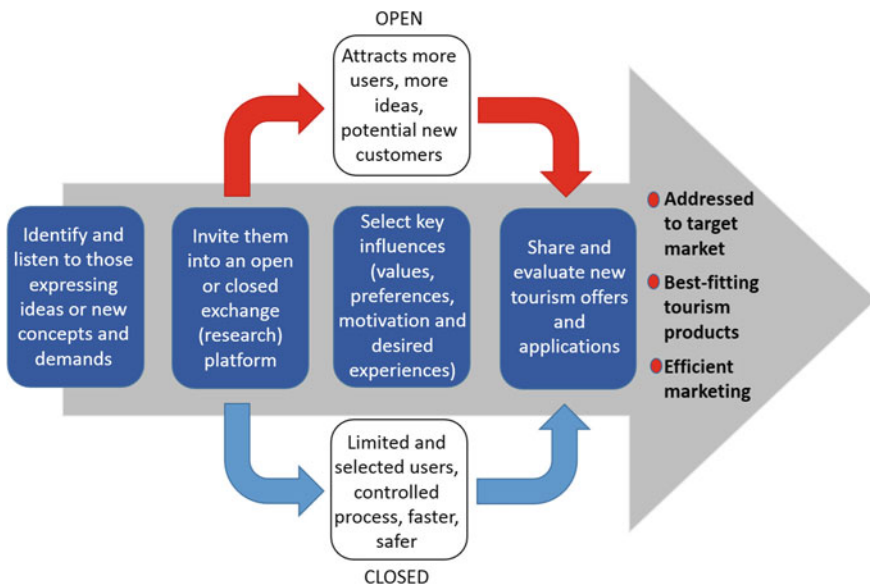 OPEN
Attracts more
users, more
ideas,
potential new
customers
Identify and
listen to those
expressing
ideas or new
concepts and
demands
Invite them
into an open
or closed
exchange
(research)
platform
Select key
influences
(values,
preferences,
motivation and
desired
experiences)
Share and
evaluate new
tourism offers
and
applications
Addressed
to target
market
Best-fitting
tourism
products
Efficient
marketing
Limited and
selected users,
controlled
process, faster,
safer
CLOSED